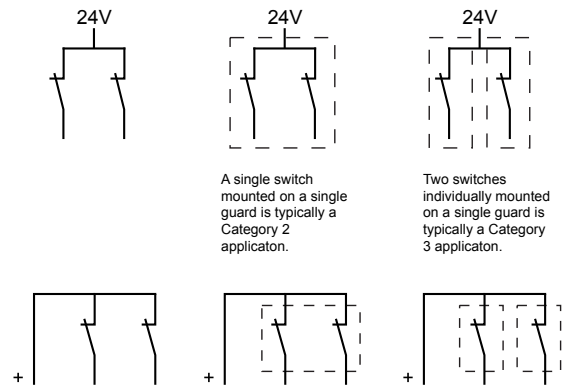 24V
24V
24V
A single switch
mounted on a single
guard is typically a
Category 2
applicaton.
Two switches
individually mounted
on a single guard is
typically a Category
3 applicaton.
+
+
+